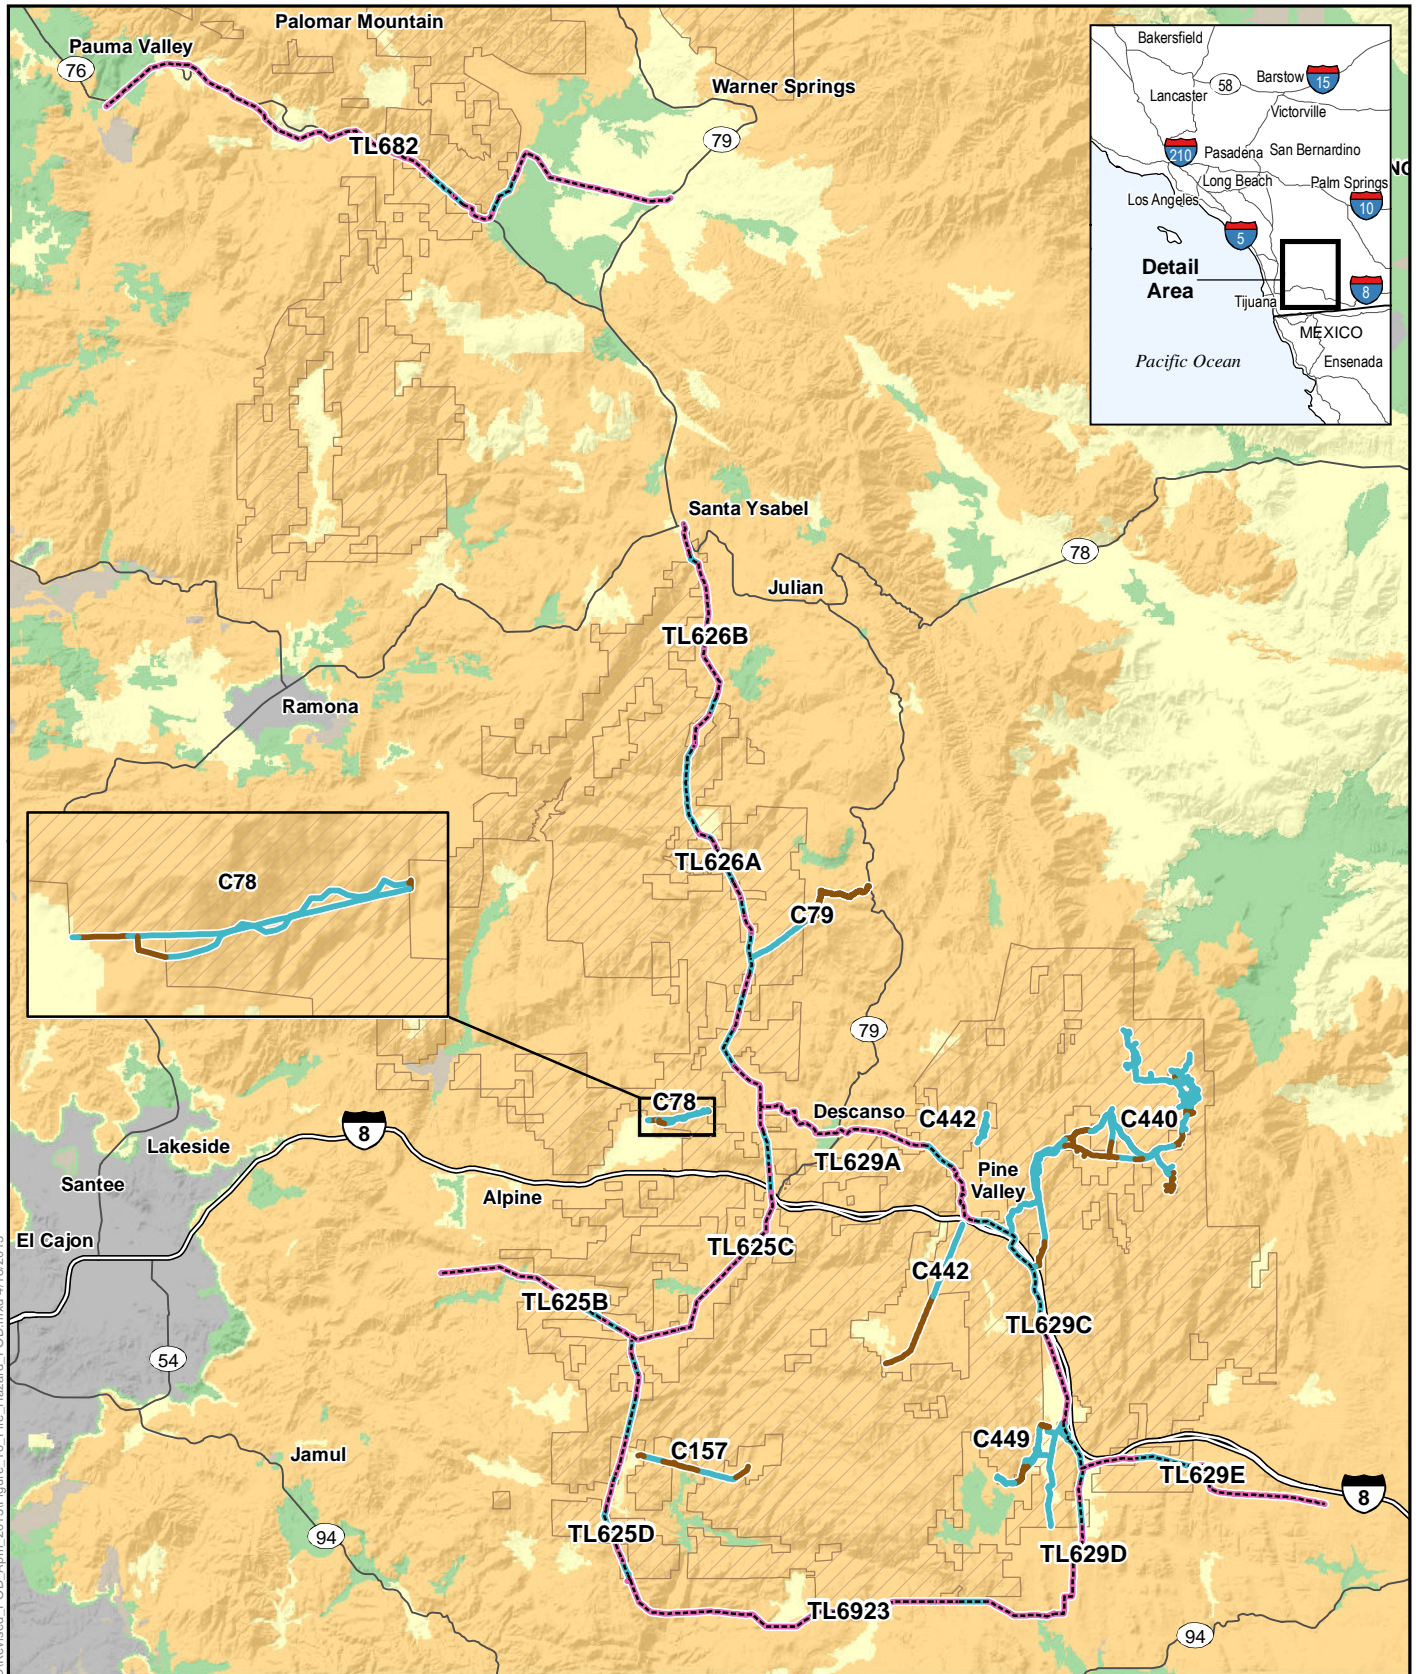 Palomar Mountain
Pauma Valley
76
Warner Springs
79
TL682
Bakersfield
58
Barstow
15
Lancaster
Victorville
210
Pasadena
San Bernardino
Long Beach
Palm Springs
Los Angeles
10
5
Detail
Area
8
Tijuana
MEXICO
Pacific Ocean
Ensenada
Santa Ysabel
78
Julian
TL626B
Ramona
C78
TL626A
C79
79
C78
Descanso
C442
C440
8
Lakeside
TL629A
Pine
Valley
Santee
Alpine
El Cajon
TL625C
C442
TL625B
TL629C
54
C449
Jamul
C157
TL629E
8
94
TL625D
TL629D
TL6923
94